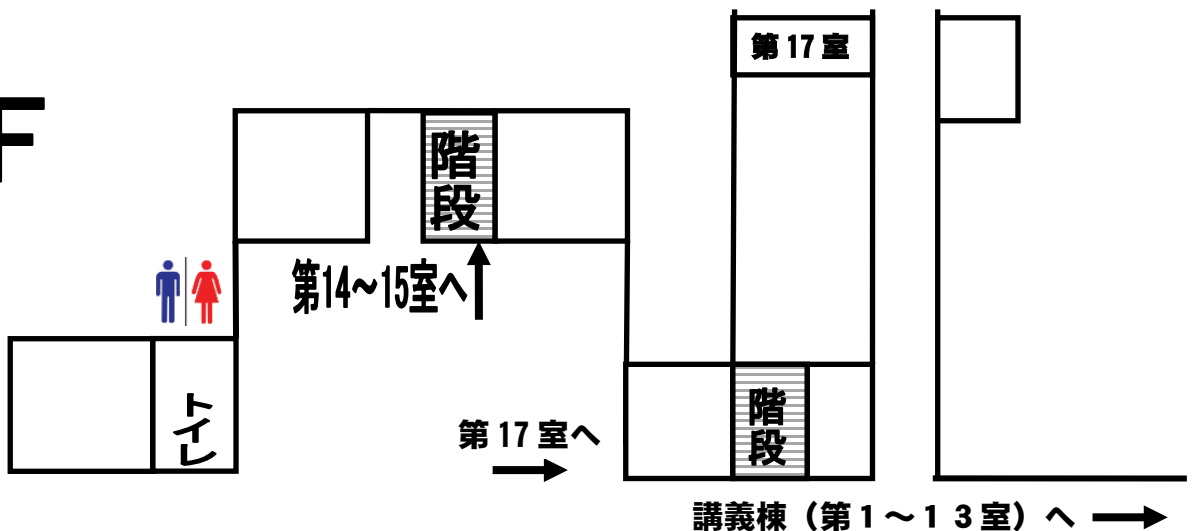 第17室
F
階段
第14～15室へ
トイレ
階段
第17室へ
講義棟（第１～１３室）へ